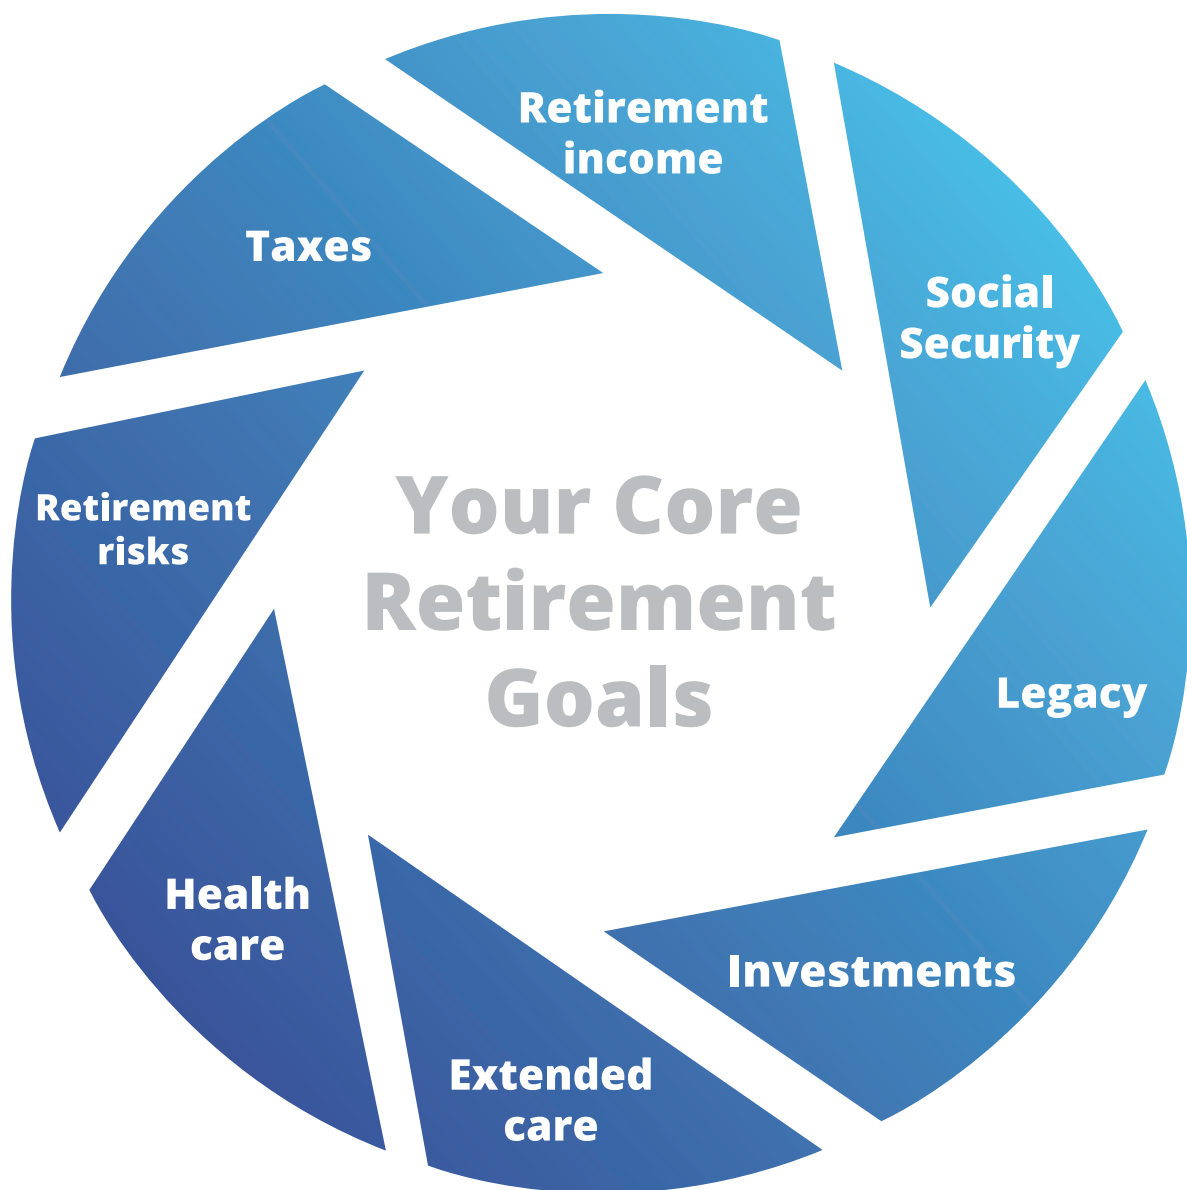 Retirement
income
Social
Security
Legacy
Investments
Extended
care
Health
care
Retirement
risks
Taxes
Your Core
Retirement
Goals